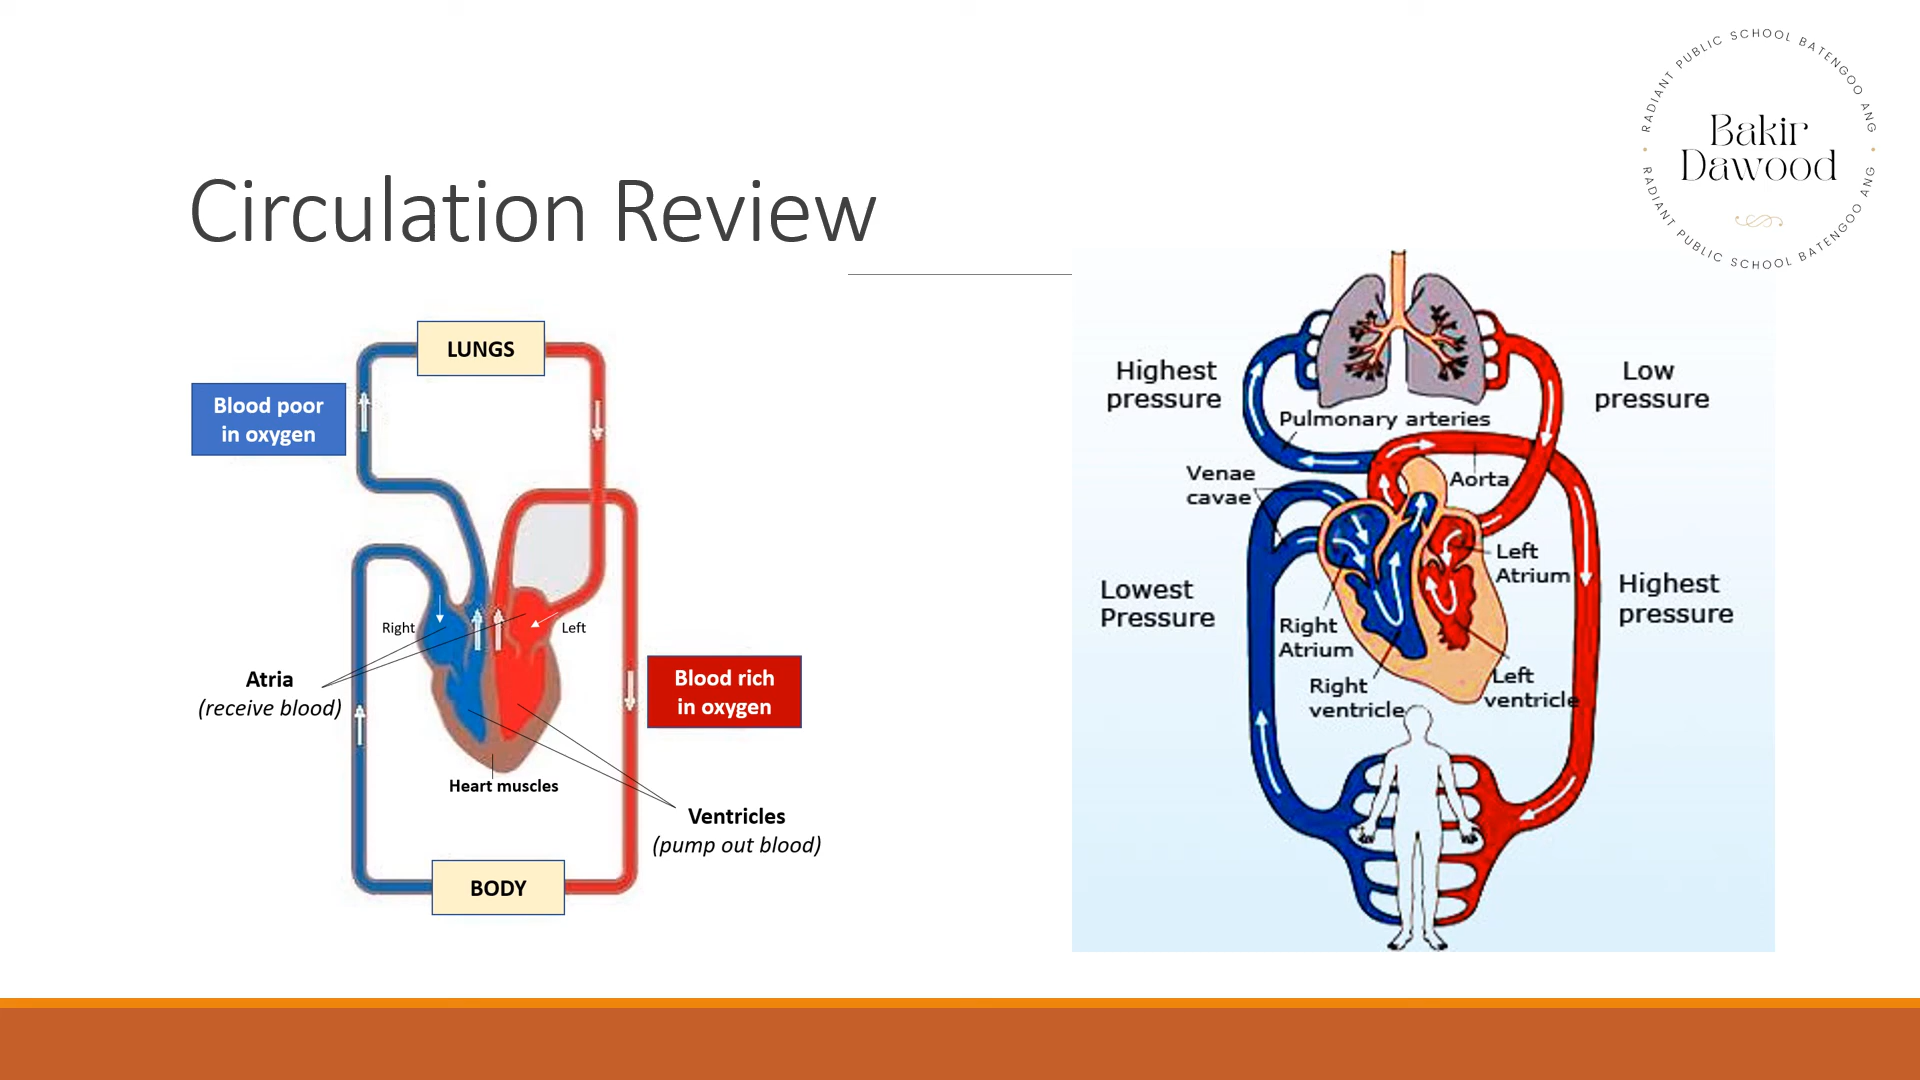 RADIANT PUBLIC SCHOOL BATENGOO ANG
Bakir
Dawood
RADIANT PUBLIC SCHOOL BATENGOO ANG
Circulation Review
LUNGS
Blood poor
in oxygen
Right
Left
Atria
(receive blood)
Blood rich
in oxygen
Heart muscles
Ventricles
(pump out blood)
BODY
Highest
pressure
Low
pressure
Pulmonary arteries
Venae
cavae
Aorta
Left
Atrium
Lowest
Pressure
Highest
pressure
Right
Atrium
Right
ventricle
Left
ventricle